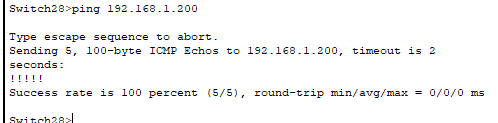 Switch28>ping 192.168.1.200
Type escape sequence to abort.
Sending 5, 100-byte ICMP Echos to 192.168.1.200, timeout is 2
seconds:
!!!!!
Success rate is 100 percent (5/5), round-trip min/avg/max = 0/0/0 ms
Switch28>